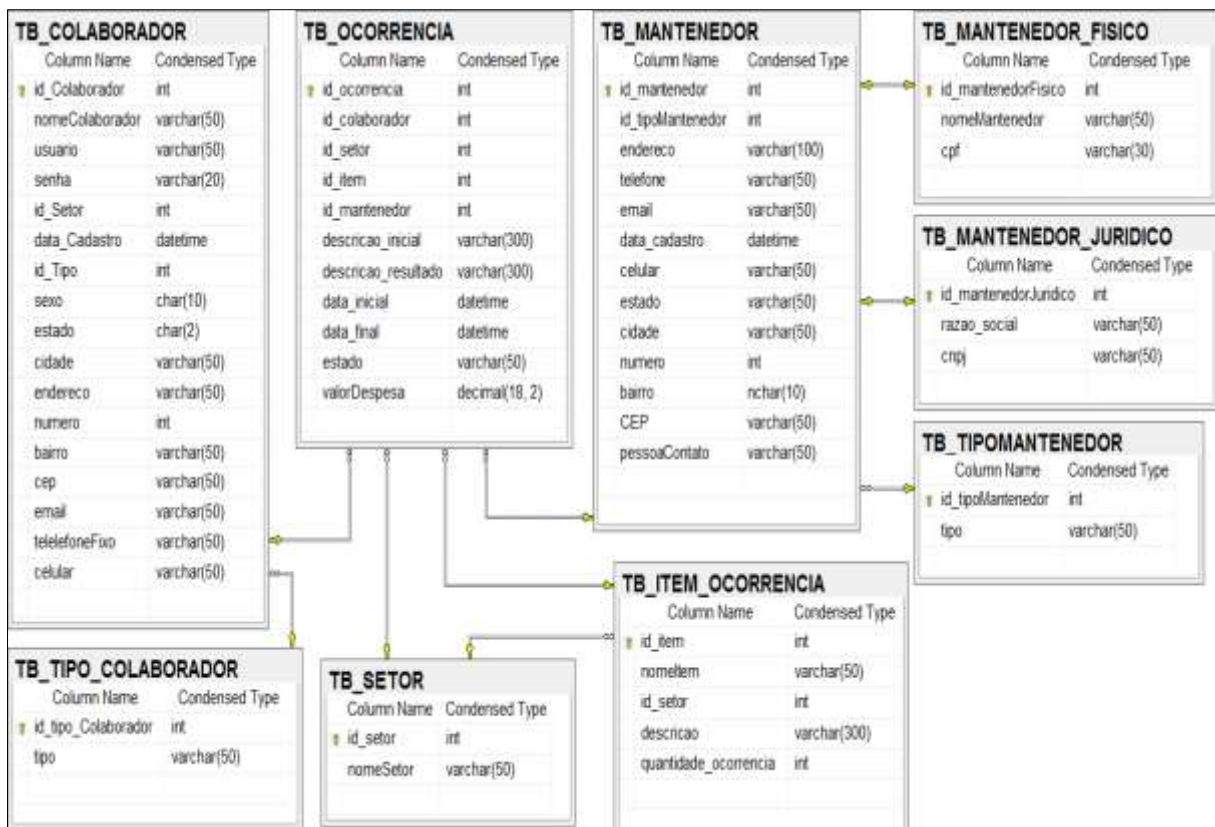 TB_COLABORADOR
Column Name Condensed Type
id_Colaborador int
nomeColaborador varchar(50)
usuario varchar(50)
senha varchar(20)
id_Setor int
data_Cadastro datetime
id_Tipo int
sexo char(10)
estado char(2)
cidade varchar(50)
endereco varchar(50)
numero int
bairro varchar(50)
cep varchar(50)
email varchar(50)
telelefoneFixo varchar(50)
celular varchar(50)
TB_OCORRENCIA
Column Name Condensed Type
id_ocorrencia int
id_colaborador int
id_setor int
id_item int
id_mantenedor int
descricao_inicial varchar(300)
descricao_resultado varchar(300)
data_inicial datetime
data_final datetime
estado varchar(50)
valorDespesa decimal(18, 2)
TB_MANTENEDOR
Column Name Condensed Type
id_mantenedor int
id_tipoMantenedor int
endereco varchar(100)
telefone varchar(50)
email varchar(50)
data_cadastro datetime
celular varchar(50)
estado varchar(50)
cidade varchar(50)
numero int
bairro nchar(10)
CEP varchar(50)
pessoaContato varchar(50)
TB_MANTENEDOR_FISICO
Column Name Condensed Type
id_mantenedorFisico int
nomeMantenedor varchar(50)
cpf varchar(30)
TB_MANTENEDOR_JURIDICO
Column Name Condensed Type
id_mantenedorJuridico int
razao_social varchar(50)
cnpj varchar(50)
TB_TIPOMANTENEDOR
Column Name Condensed Type
id_tipoMantenedor int
tipo varchar(50)
TB_TIPO_COLABORADOR
Column Name Condensed Type
id_tipo_Colaborador int
tipo varchar(50)
TB_SETOR
Column Name Condensed Type
id_setor int
nomeSetor varchar(50)
TB_ITEM_OCORRENCIA
Column Name Condensed Type
id_item int
nomeItem varchar(50)
id_setor int
descricao varchar(300)
quantidade_ocorrencia int